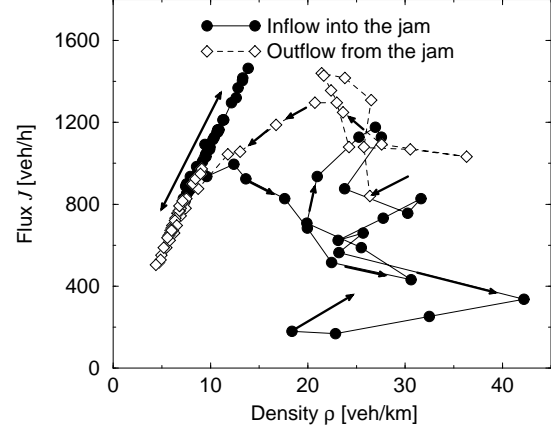 Inflow into the jam
Outflow from the jam
1600
1200
800
400
0
Flux J [veh/h]
0 10 20 30 40
Density ρ [veh/km]